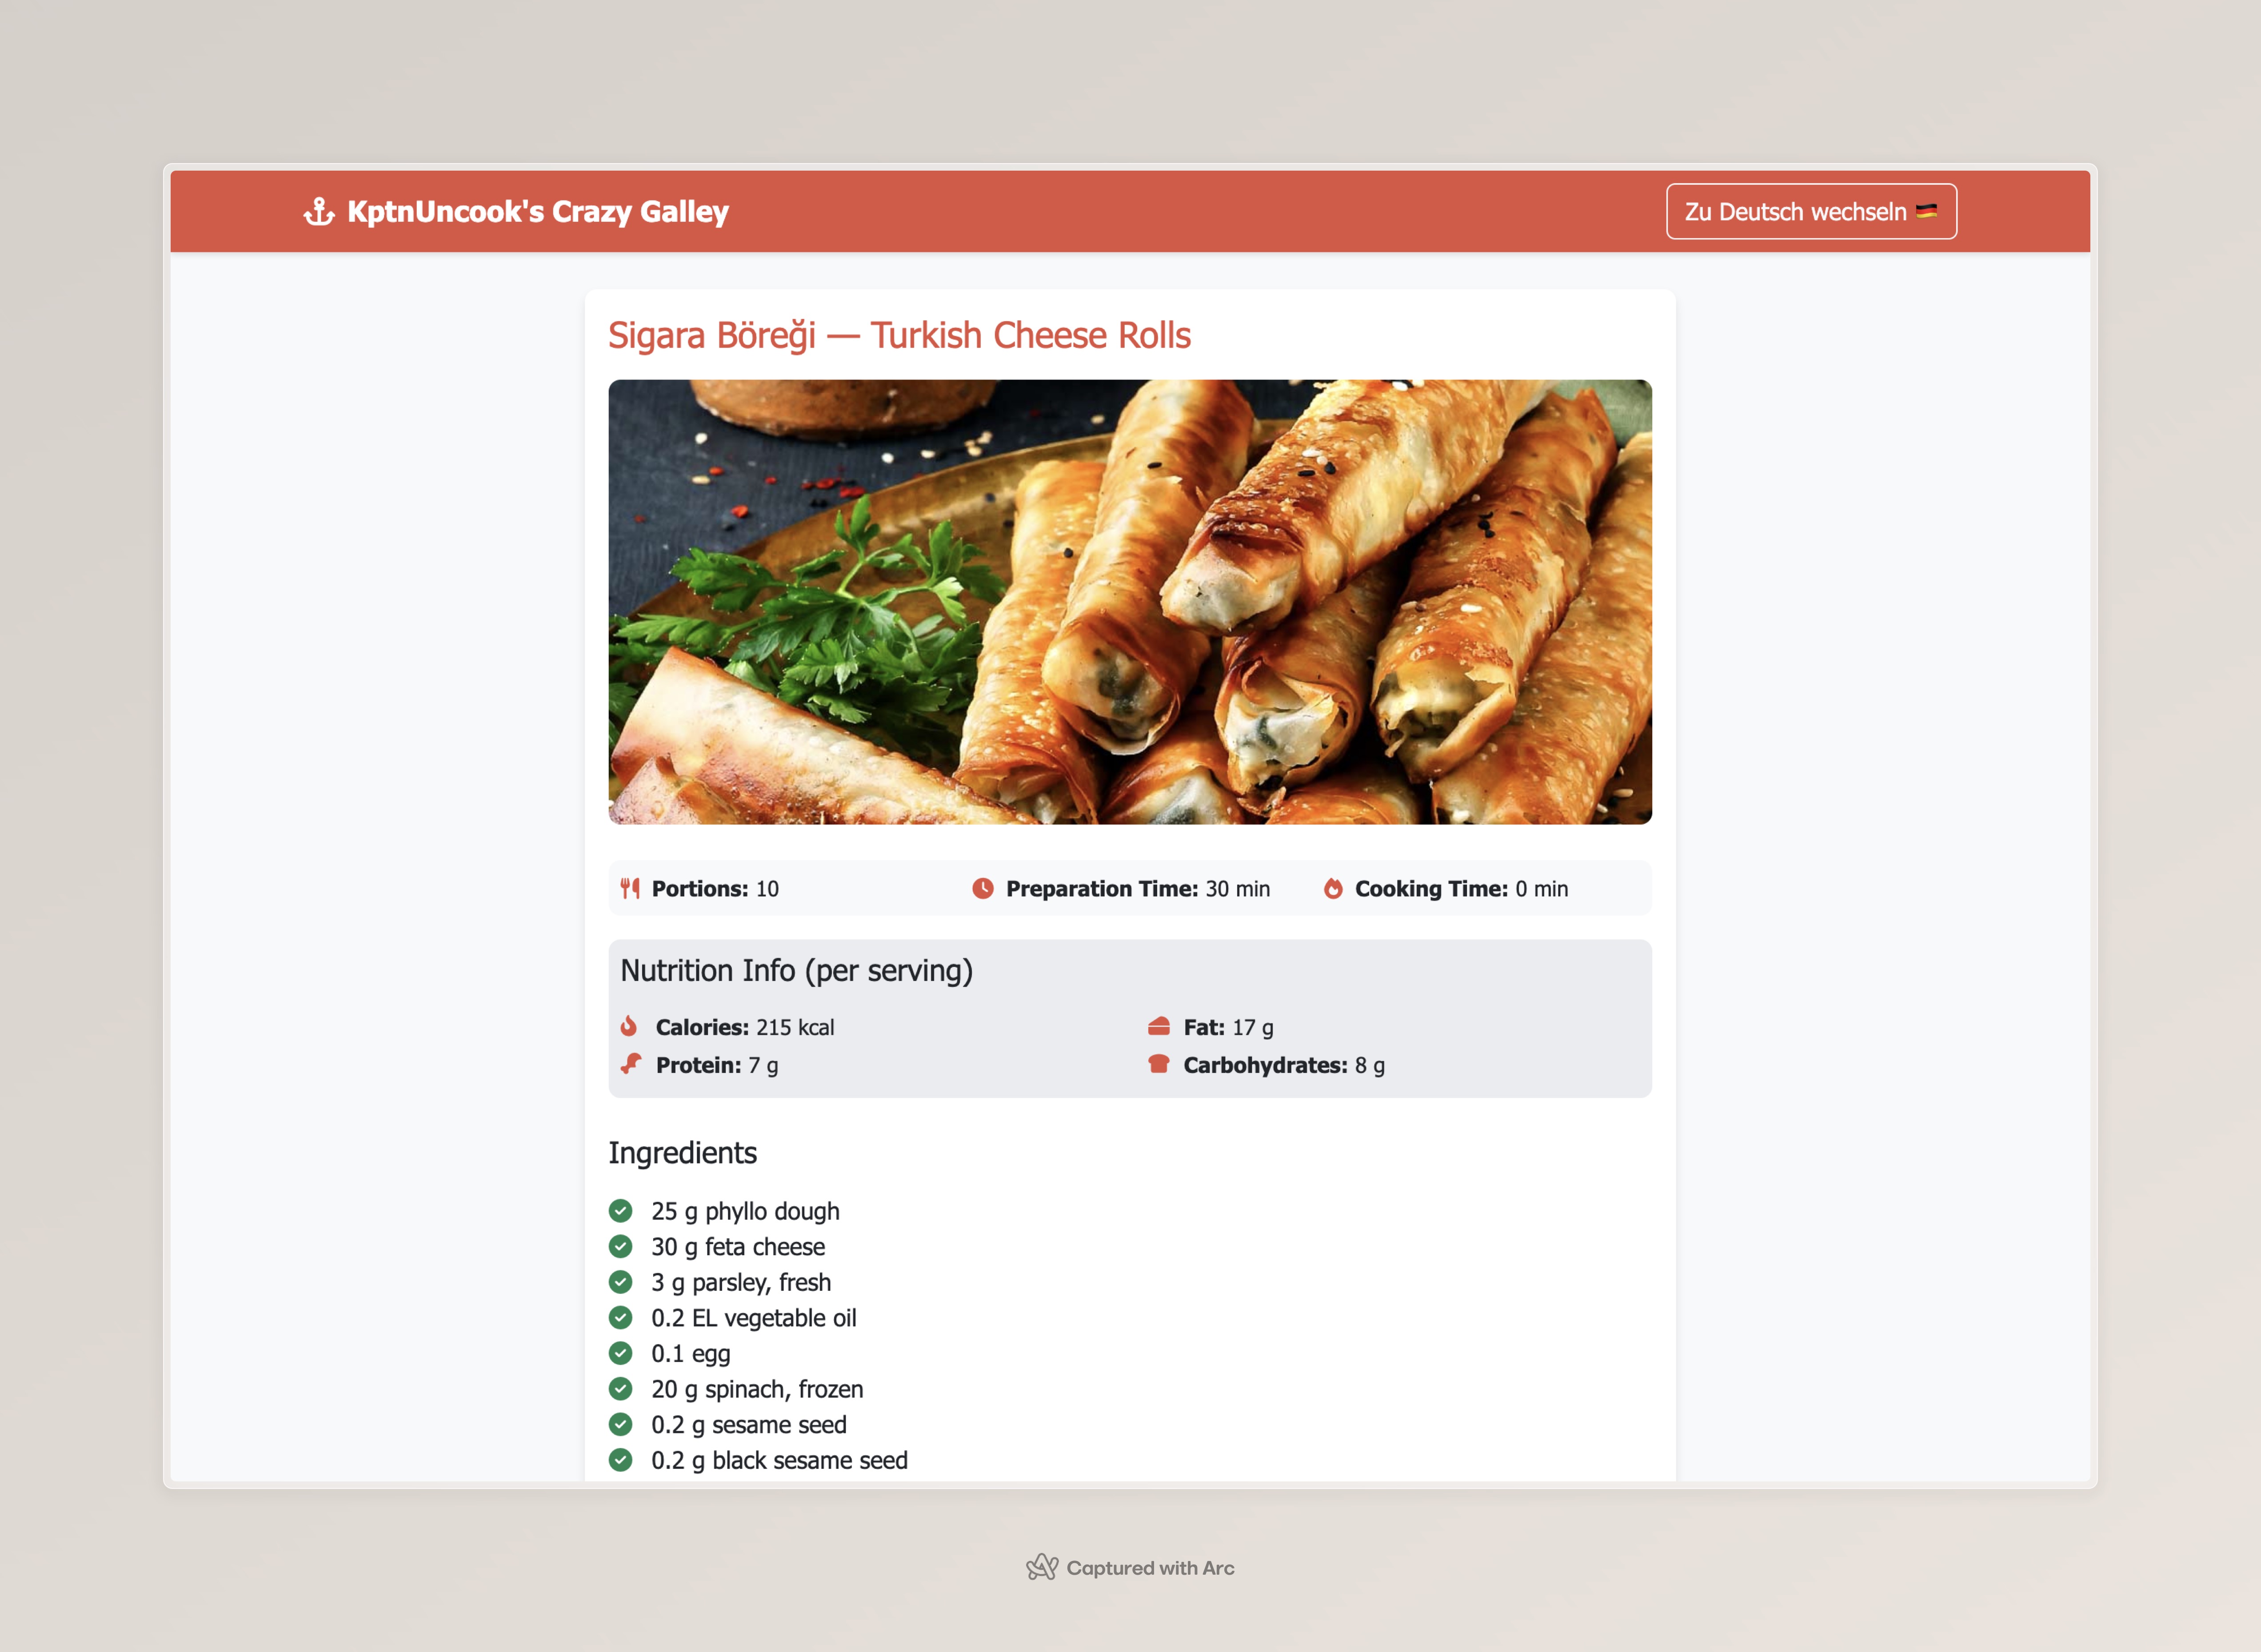 KptnUncook's Crazy Galley
Zu Deutsch wechseln 🇩🇪
Sigara Böreği — Turkish Cheese Rolls
Portions: 10
Preparation Time: 30 min
Cooking Time: 0 min
Nutrition Info (per serving)
Calories: 215 kcal
Fat: 17 g
Protein: 7 g
Carbohydrates: 8 g
Ingredients
25 g phyllo dough
30 g feta cheese
3 g parsley, fresh
0.2 EL vegetable oil
0.1 egg
20 g spinach, frozen
0.2 g sesame seed
0.2 g black sesame seed
Captured with Arc